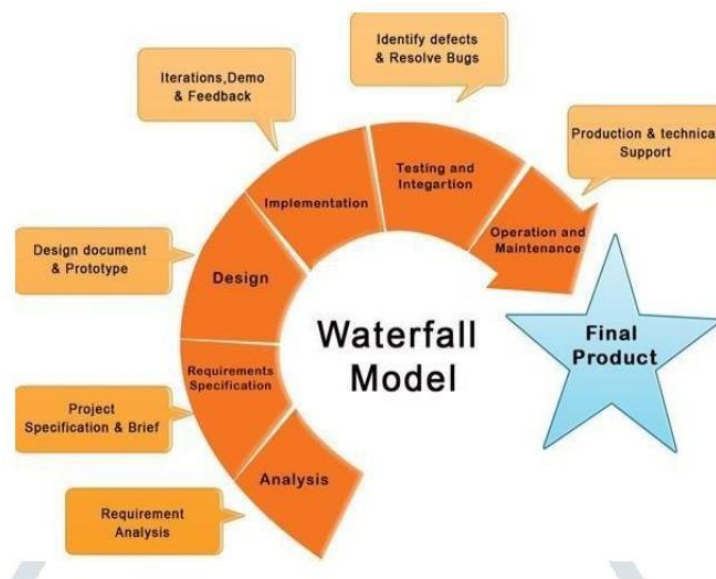 Identify defects
& Resolve Bugs
Iterations,Demo
& Feedback
Production & technica
Support
Testing and
Integartion
Implementation
Operation and
Maintenance
Design document
& Prototype
Design
Waterfall
Model
Final
Product
Requirements
Specification
Project
Specification & Brief
Analysis
Requirement
Analysis